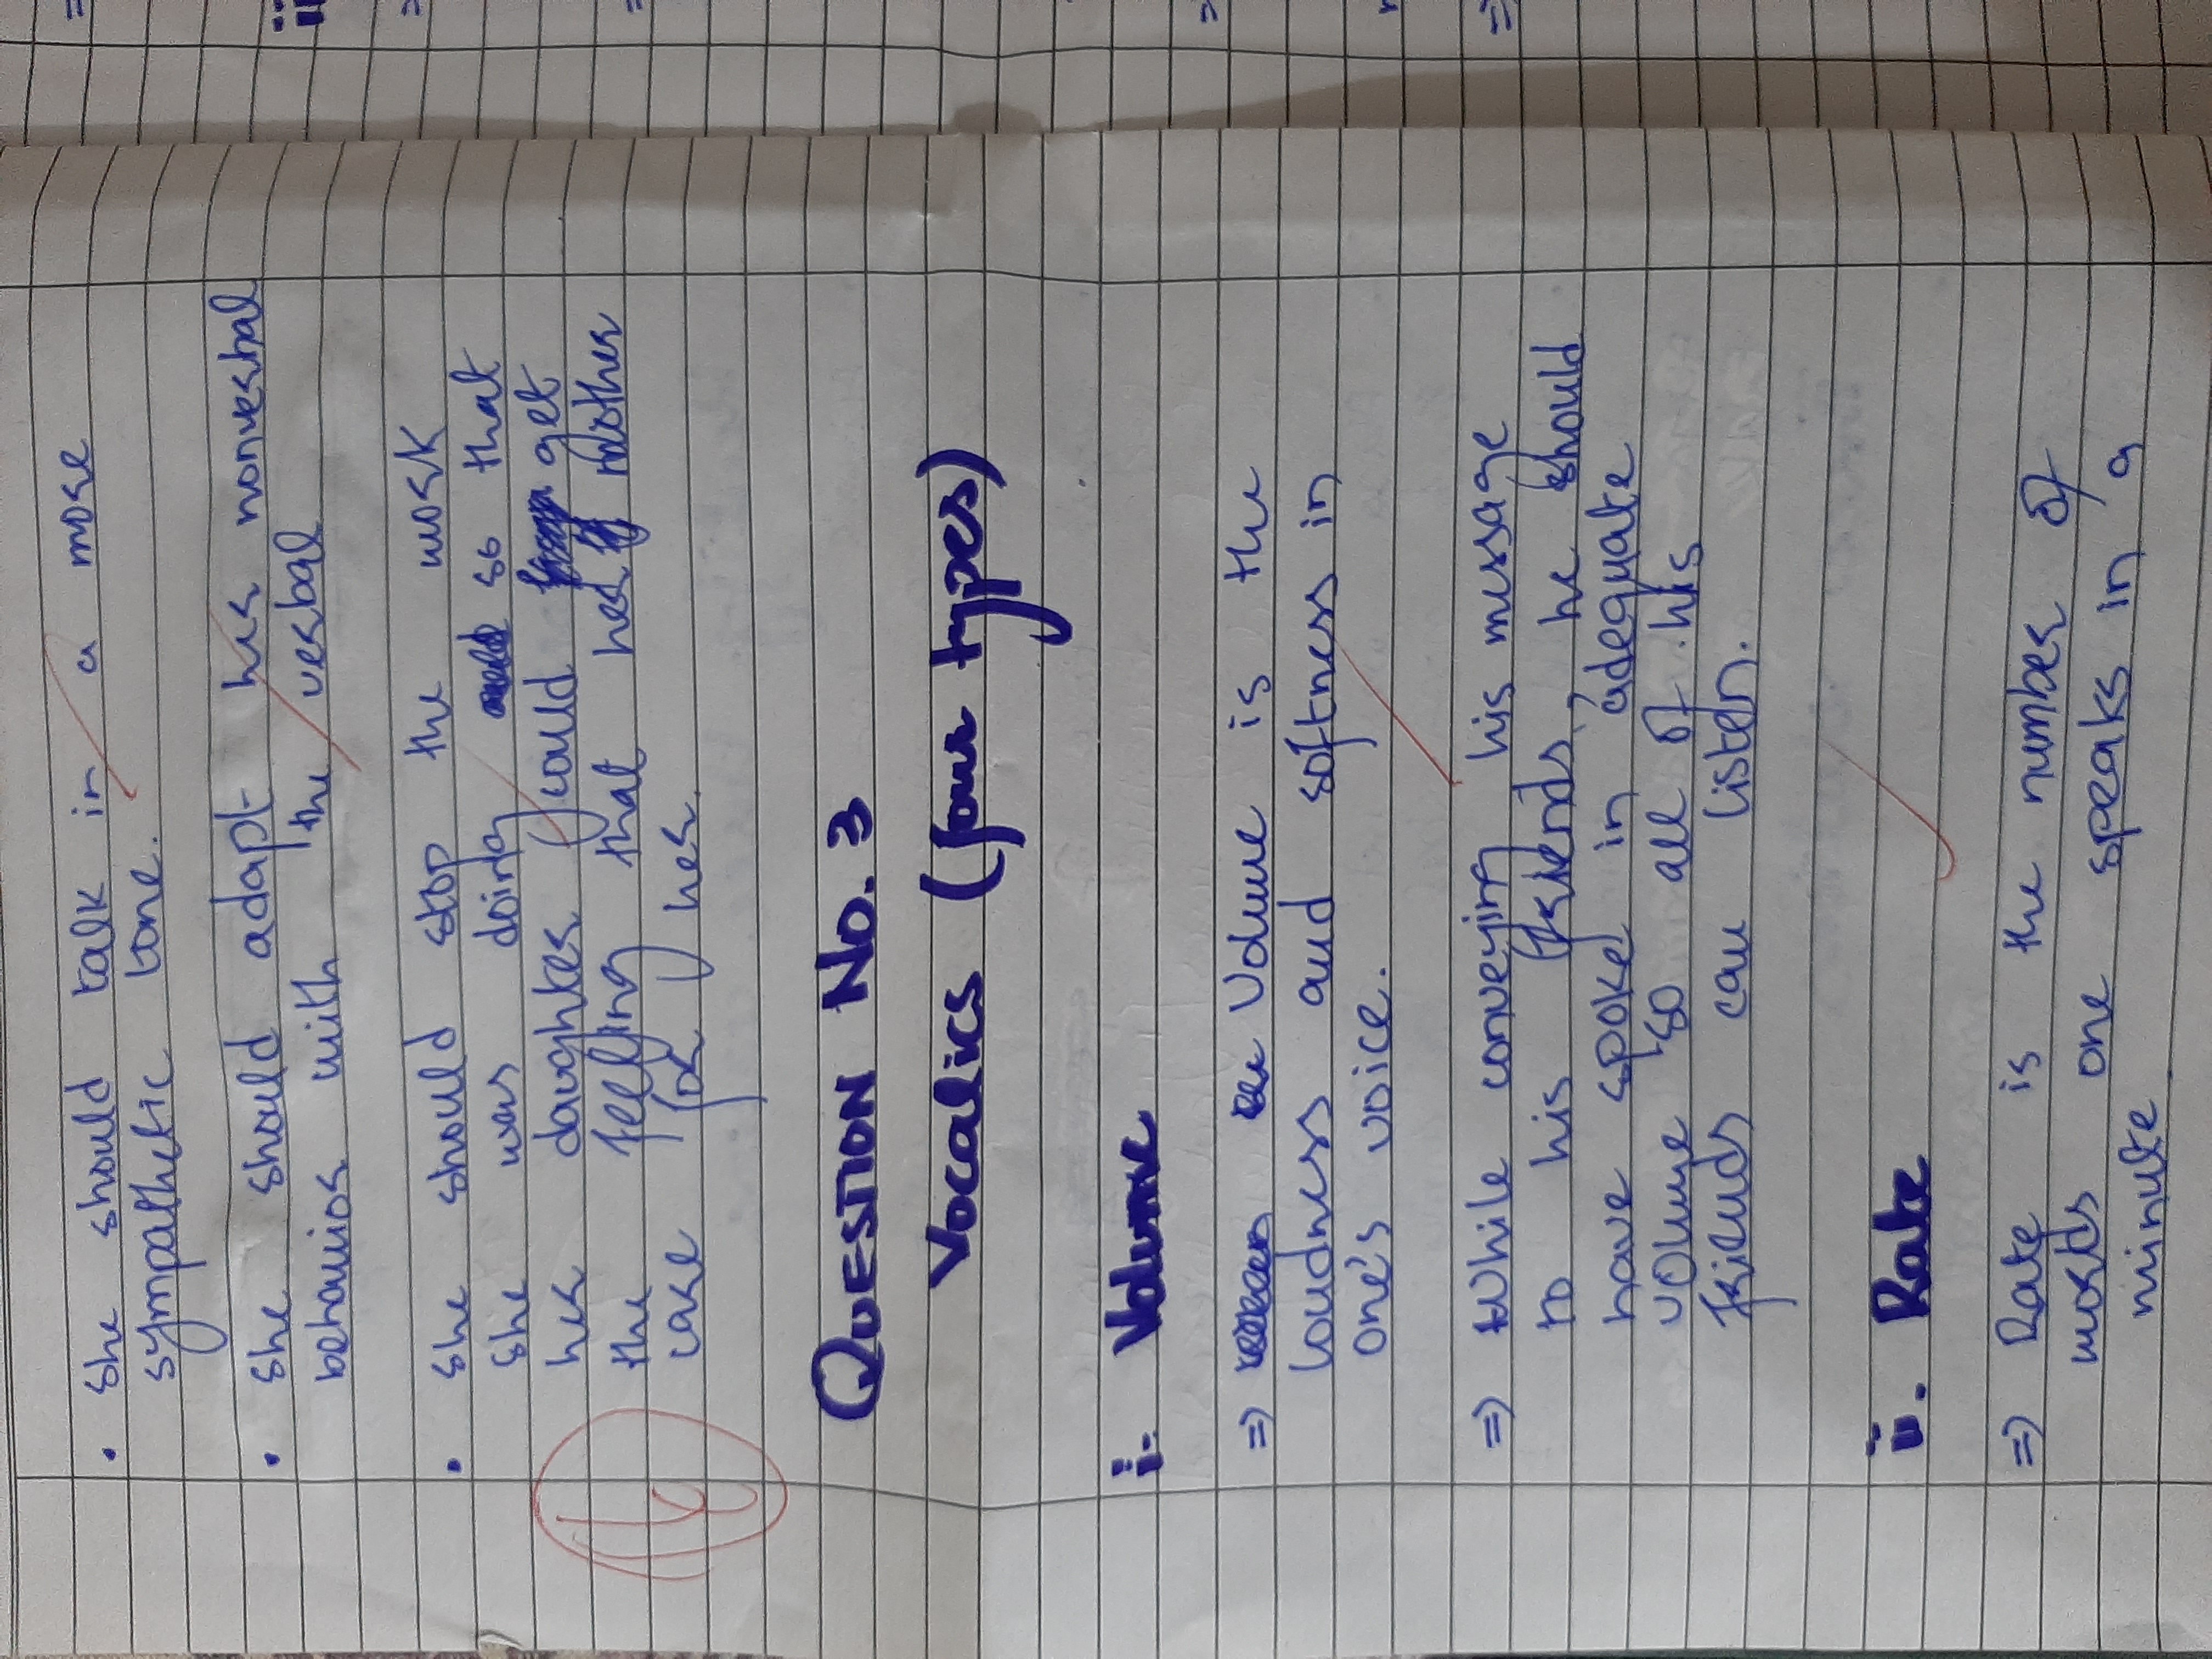 • She should talk in a more
sympathetic tone.
• She should adapt her nonverbal
behavior with the verbal
• She should stop the work
she was doing so that
her daughter could get
the feeling that her mother
care for her.
QUESTION NO. 3
Vocalics (four types)
i. Volume
⇒ Volume is the
loudness and softness in
one's voice.
⇒ While conveying his message
to his friends, he should
have spoke in adequate
volume so all of his
friends can listen.
ii. Rate
⇒ Rate is the number of
words one speaks in a
minute